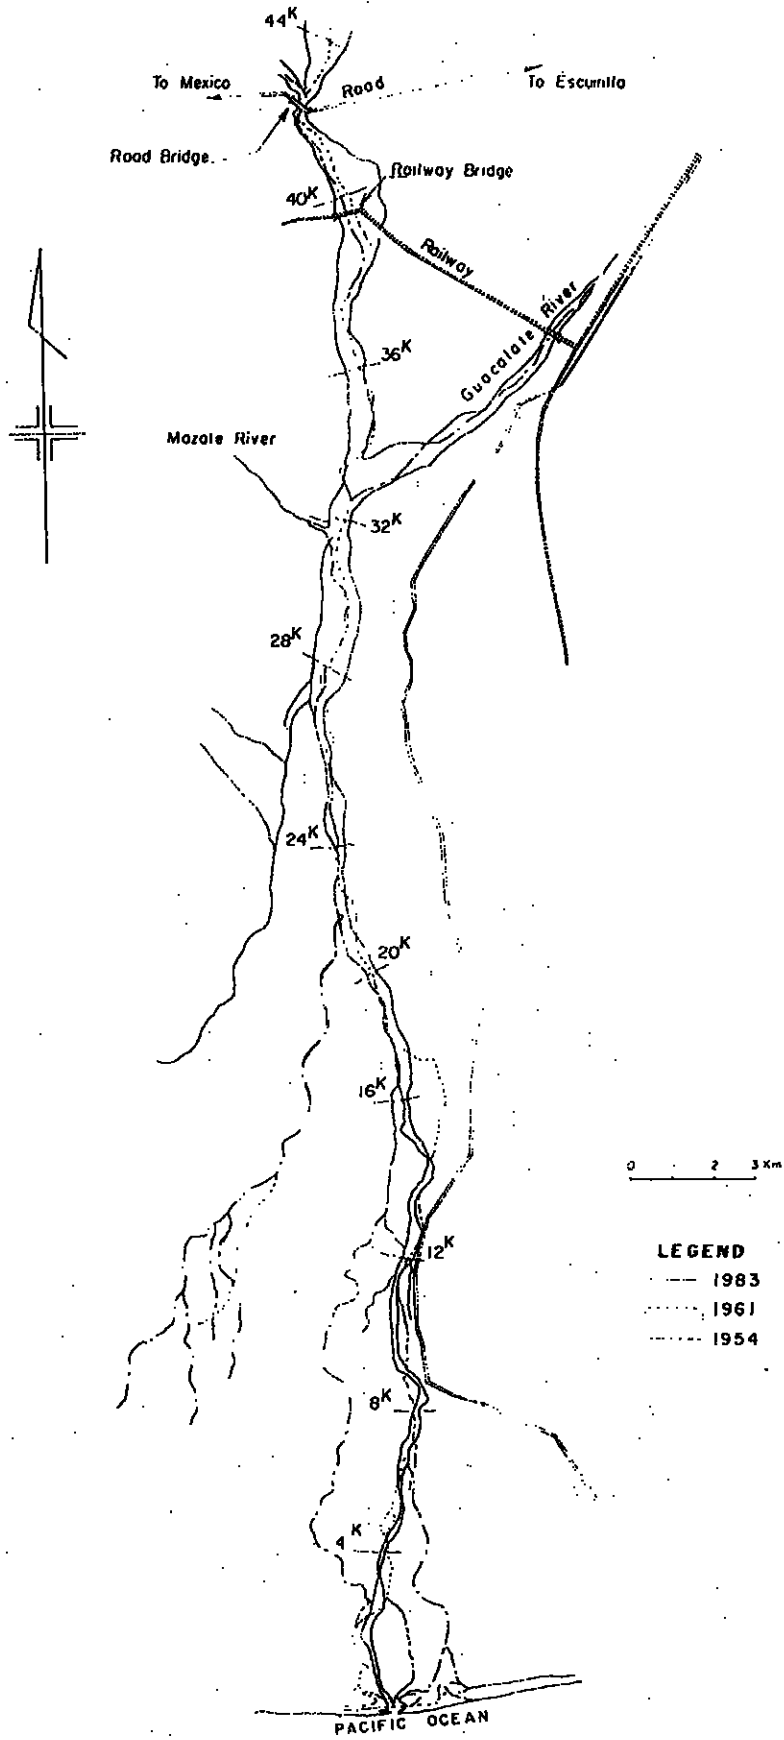 44K
To Mexico
Road
To Escuintla
Road Bridge
Railway Bridge
40K
Railway
Guacalate River
36K
Mazate River
32K
28K
24K
20K
16K
0 2 3 Km
12K
LEGEND
1983
1961
1954
8K
4K
PACIFIC OCEAN